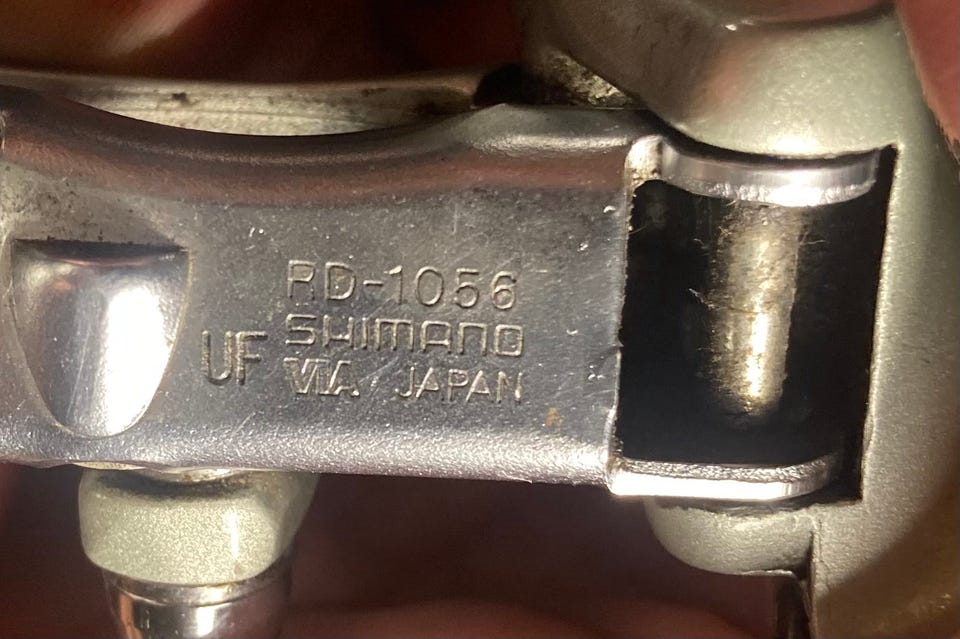 RD-1056
SHIMANO
UF VIA JAPAN